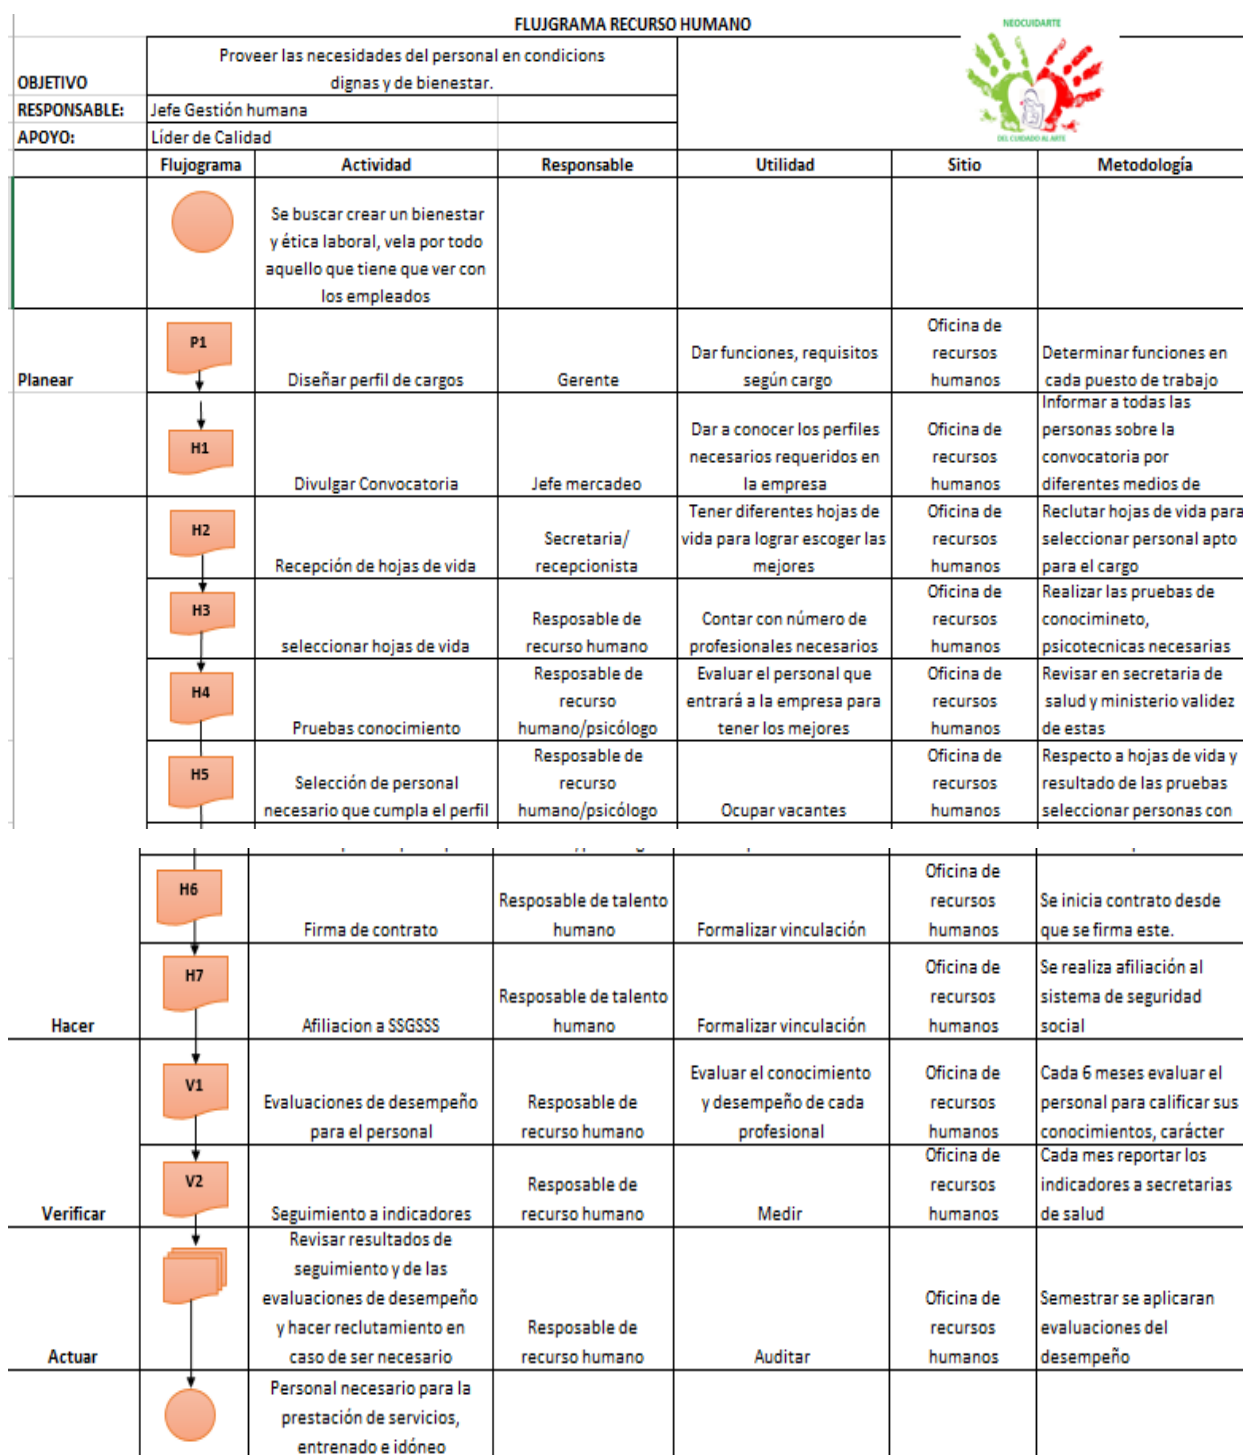 FLUJGRAMA RECURSO HUMANO
NEOCUIDARTE
DEL CUIDADO AL ARTE
OBJETIVO
Proveer las necesidades del personal en condicions
dignas y de bienestar.
RESPONSABLE:
Jefe Gestión humana
APOYO:
Líder de Calidad
Flujograma
Actividad
Responsable
Utilidad
Sitio
Metodología
Se buscar crear un bienestar
y ética laboral, vela por todo
aquello que tiene que ver con
los empleados
Planear
P1
Diseñar perfil de cargos
Gerente
Dar funciones, requisitos
según cargo
Oficina de
recursos
humanos
Determinar funciones en
cada puesto de trabajo
H1
Divulgar Convocatoria
Jefe mercadeo
Dar a conocer los perfiles
necesarios requeridos en
la empresa
Oficina de
recursos
humanos
Informar a todas las
personas sobre la
convocatoria por
diferentes medios de
H2
Recepción de hojas de vida
Secretaria/
recepcionista
Tener diferentes hojas de
vida para lograr escoger las
mejores
Oficina de
recursos
humanos
Reclutar hojas de vida para
seleccionar personal apto
para el cargo
H3
seleccionar hojas de vida
Resposable de
recurso humano
Contar con número de
profesionales necesarios
Oficina de
recursos
humanos
Realizar las pruebas de
conocimineto,
psicotecnicas necesarias
H4
Pruebas conocimiento
Resposable de
recurso
humano/psicólogo
Evaluar el personal que
entrará a la empresa para
tener los mejores
Oficina de
recursos
humanos
Revisar en secretaria de
salud y ministerio validez
de estas
H5
Selección de personal
necesario que cumpla el perfil
Resposable de
recurso
humano/psicólogo
Ocupar vacantes
Oficina de
recursos
humanos
Respecto a hojas de vida y
resultado de las pruebas
seleccionar personas con
H6
Firma de contrato
Resposable de talento
humano
Formalizar vinculación
Oficina de
recursos
humanos
Se inicia contrato desde
que se firma este.
Hacer
H7
Afiliacion a SSGSSS
Resposable de talento
humano
Formalizar vinculación
Oficina de
recursos
humanos
Se realiza afiliación al
sistema de seguridad
social
V1
Evaluaciones de desempeño
para el personal
Resposable de
recurso humano
Evaluar el conocimiento
y desempeño de cada
profesional
Oficina de
recursos
humanos
Cada 6 meses evaluar el
personal para calificar sus
conocimientos, carácter
Verificar
V2
Seguimiento a indicadores
Resposable de
recurso humano
Medir
Oficina de
recursos
humanos
Cada mes reportar los
indicadores a secretarias
de salud
Actuar
Revisar resultados de
seguimiento y de las
evaluaciones de desempeño
y hacer reclutamiento en
caso de ser necesario
Resposable de
recurso humano
Auditar
Oficina de
recursos
humanos
Semestrar se aplicaran
evaluaciones del
desempeño
Personal necesario para la
prestación de servicios,
entrenado e idóneo